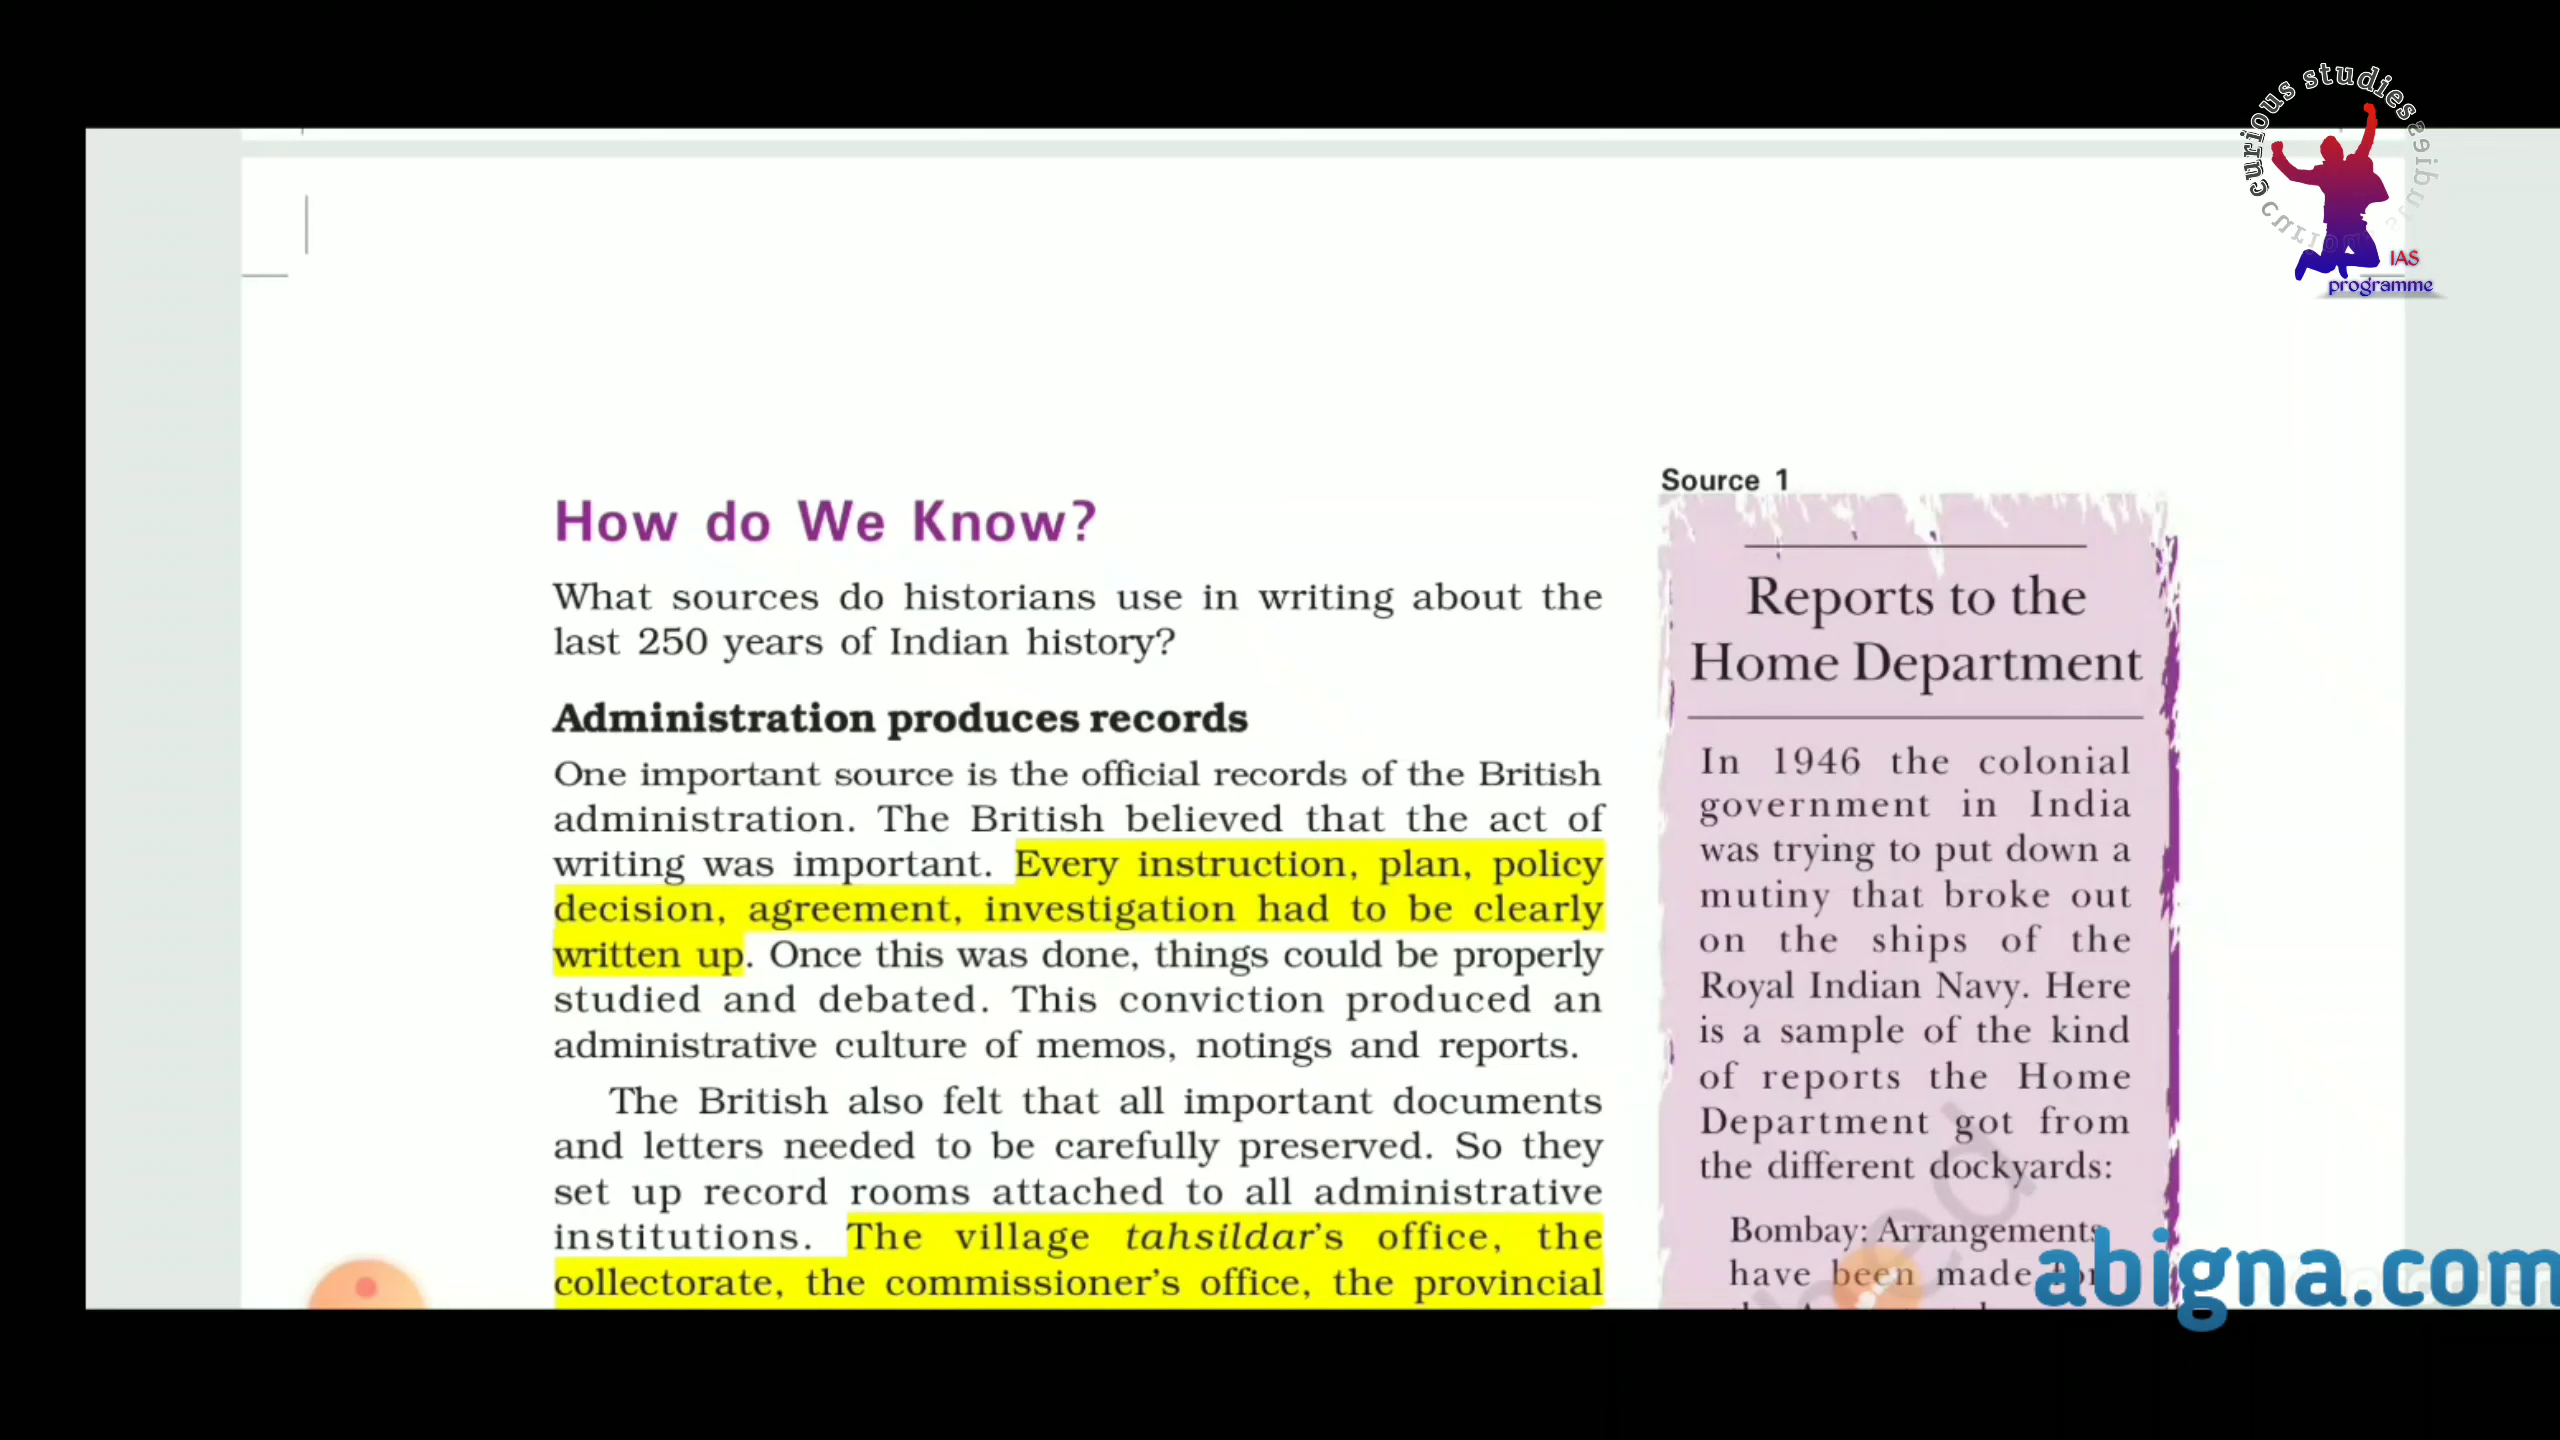 curious studies
IAS
programme
How do We Know?
What sources do historians use in writing about the
last 250 years of Indian history?
Administration produces records
One important source is the official records of the British
administration. The British believed that the act of
writing was important. Every instruction, plan, policy
decision, agreement, investigation had to be clearly
written up. Once this was done, things could be properly
studied and debated. This conviction produced an
administrative culture of memos, notings and reports.
The British also felt that all important documents
and letters needed to be carefully preserved. So they
set up record rooms attached to all administrative
institutions. The village tahsildar's office, the
collectorate, the commissioner's office, the provincial
Source 1
Reports to the
Home Department
In 1946 the colonial
government in India
was trying to put down a
mutiny that broke out
on the ships of the
Royal Indian Navy. Here
is a sample of the kind
of reports the Home
Department got from
the different dockyards:
Bombay: Arrangements
have been made
abigna.com